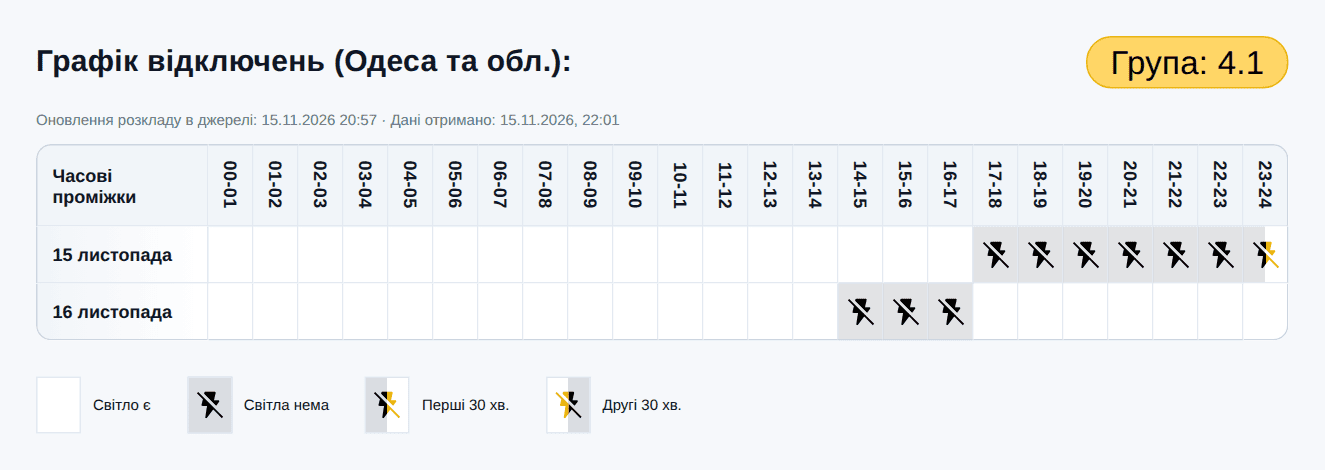 Графік відключень (Одеса та обл.):
Група: 4.1
Оновлення розкладу в джерелі: 15.11.2026 20:57 · Дані отримано: 15.11.2026, 22:01
Часові
проміжки
00-01
01-02
02-03
03-04
04-05
05-06
06-07
07-08
08-09
09-10
10-11
11-12
12-13
13-14
14-15
15-16
16-17
17-18
18-19
19-20
20-21
21-22
22-23
23-24
15 листопада
16 листопада
Світло є
Світла нема
Перші 30 хв.
Другі 30 хв.